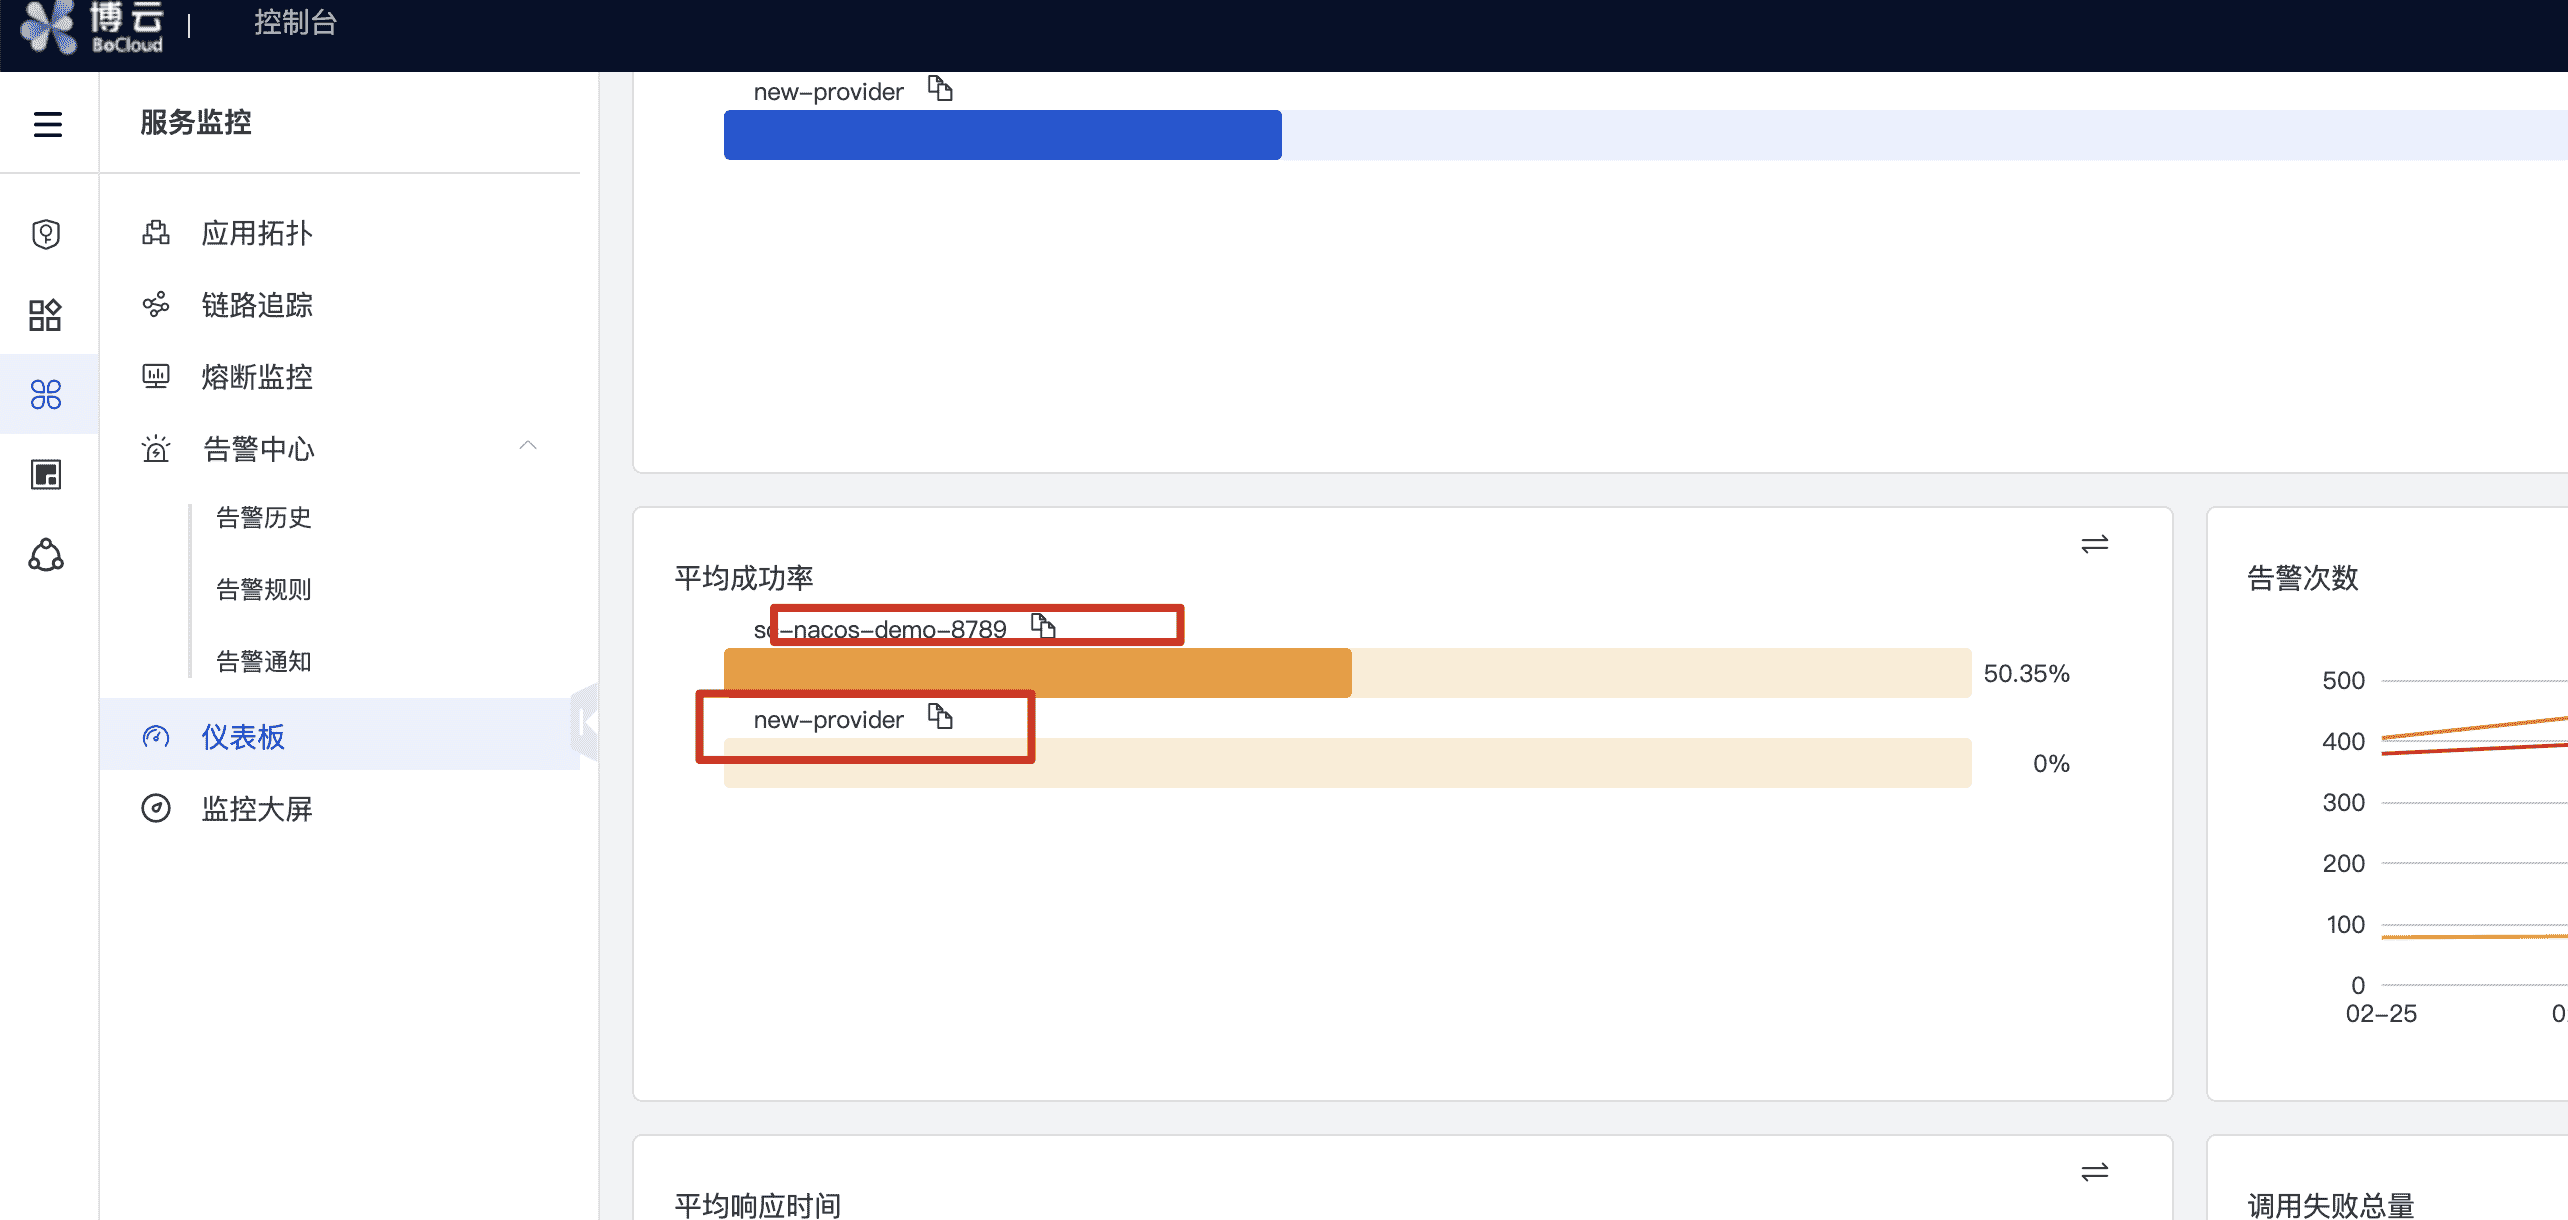 博云
BoCloud
控制台
服务监控
应用拓扑
链路追踪
熔断监控
告警中心
告警历史
告警规则
告警通知
仪表板
监控大屏
new-provider
平均成功率
sc-nacos-demo-8789
50.35%
new-provider
0%
告警次数
500
400
300
200
100
0
02-25
平均响应时间
调用失败总量